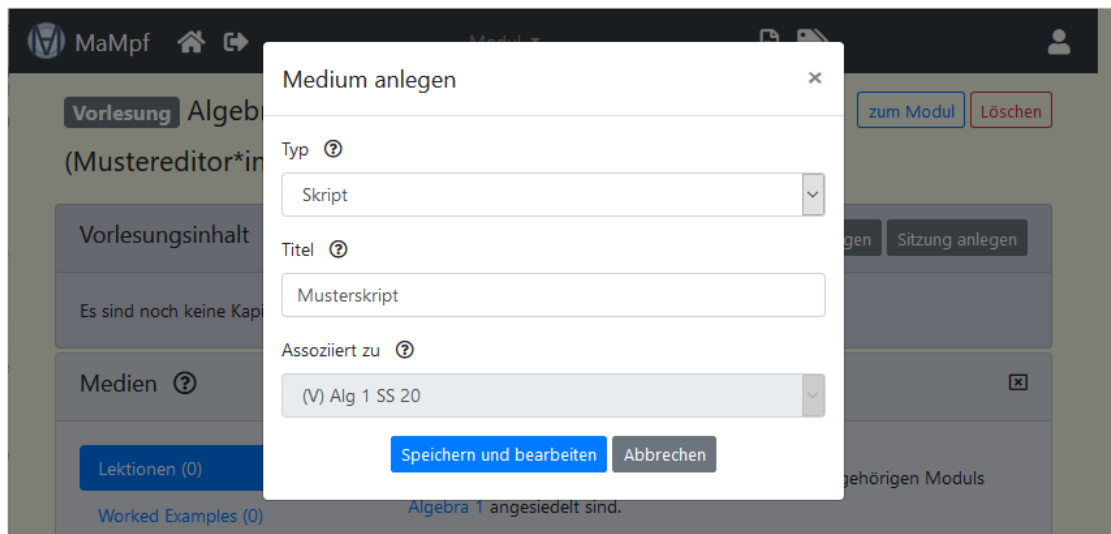 MaMpf
Modul
Medium anlegen ×
Vorlesung Algeb
zum Modul Löschen
(Mustereditor*in
Typ ?
Skript
Vorlesungsinhalt
gen Sitzung anlegen
Titel ?
Musterskript
Es sind noch keine Kapi
Assoziiert zu ?
(V) Alg 1 SS 20
Medien ?
Speichern und bearbeiten Abbrechen
Lektionen (0)
gehörigen Moduls
Algebra 1 angesiedelt sind.
Worked Examples (0)